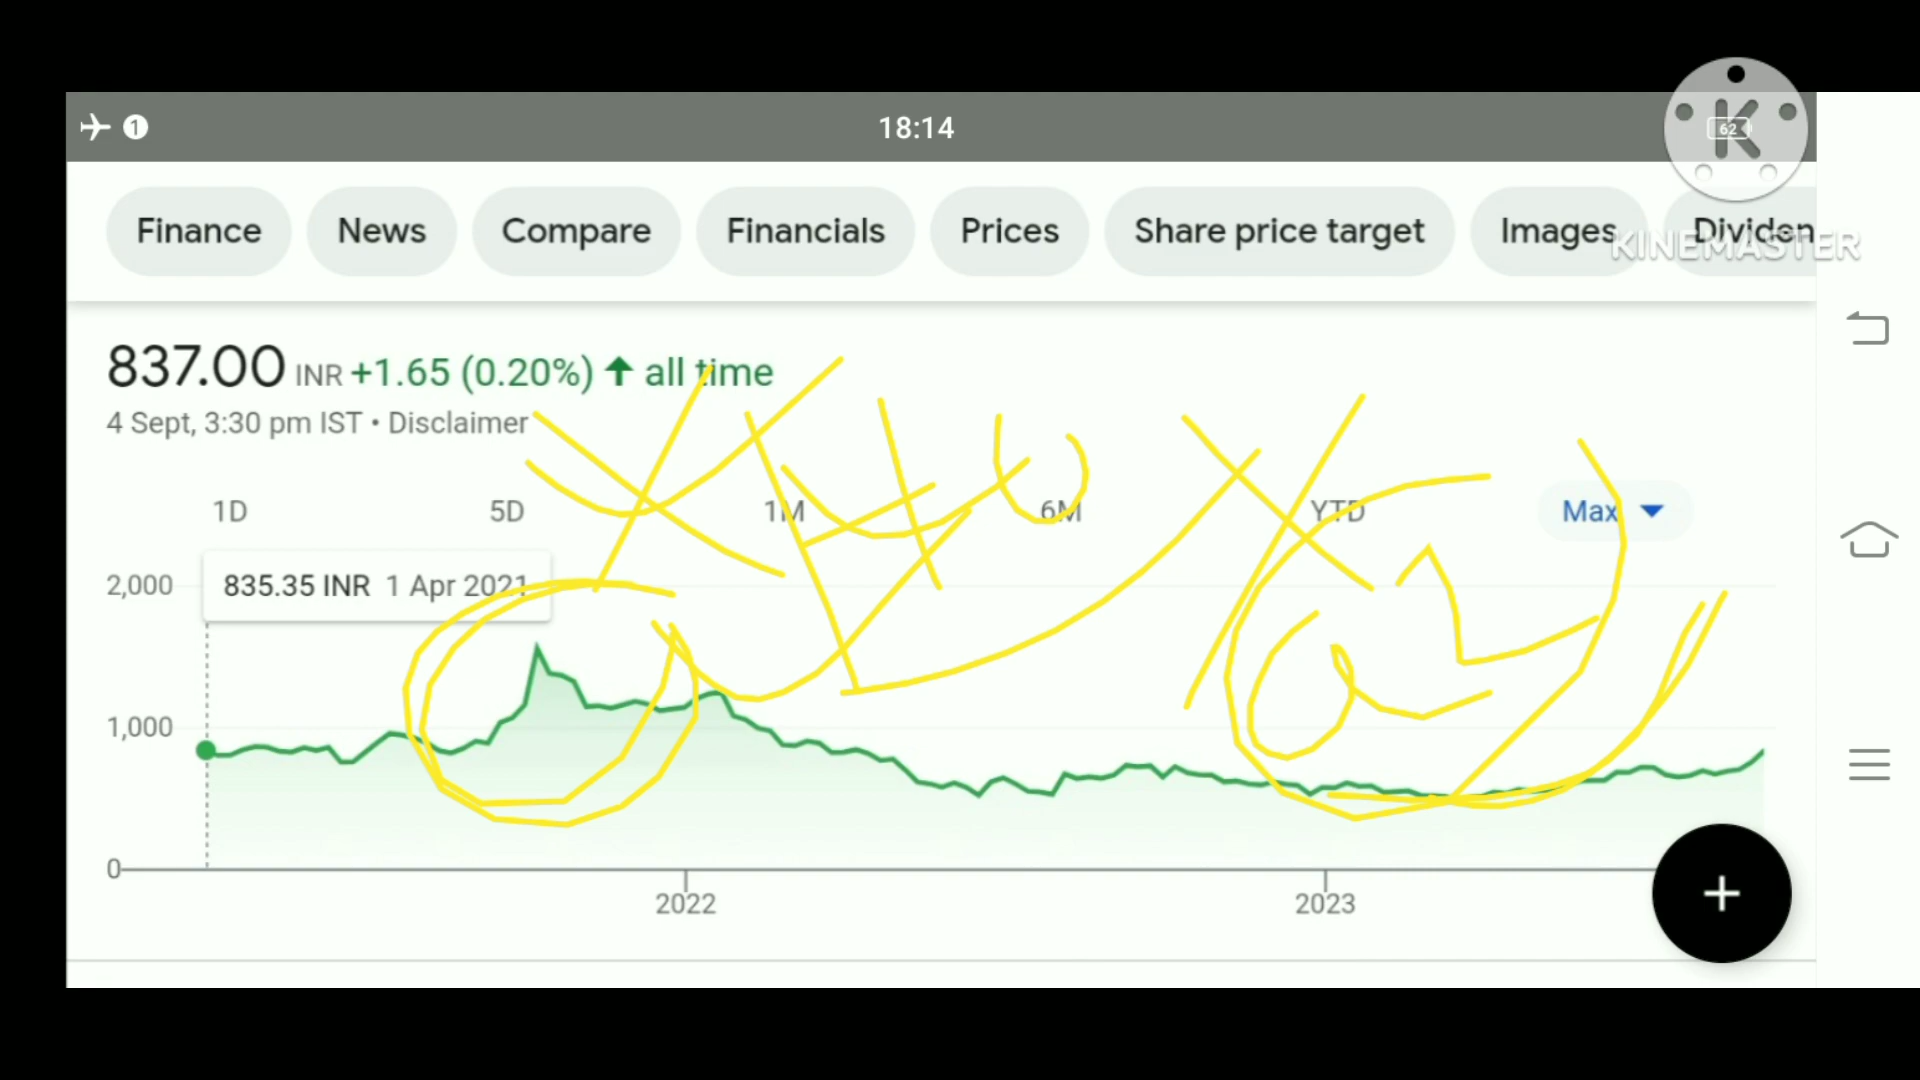 1 18:14 62 K
Finance News Compare Financials Prices Share price target Images Dividen
KINEMASTER
837.00 INR +1.65 (0.20%) all time
4 Sept, 3:30 pm IST • Disclaimer
1D 5D 1M 6M YTD Max
835.35 INR 1 Apr 2021
2,000
1,000
0
2022 2023